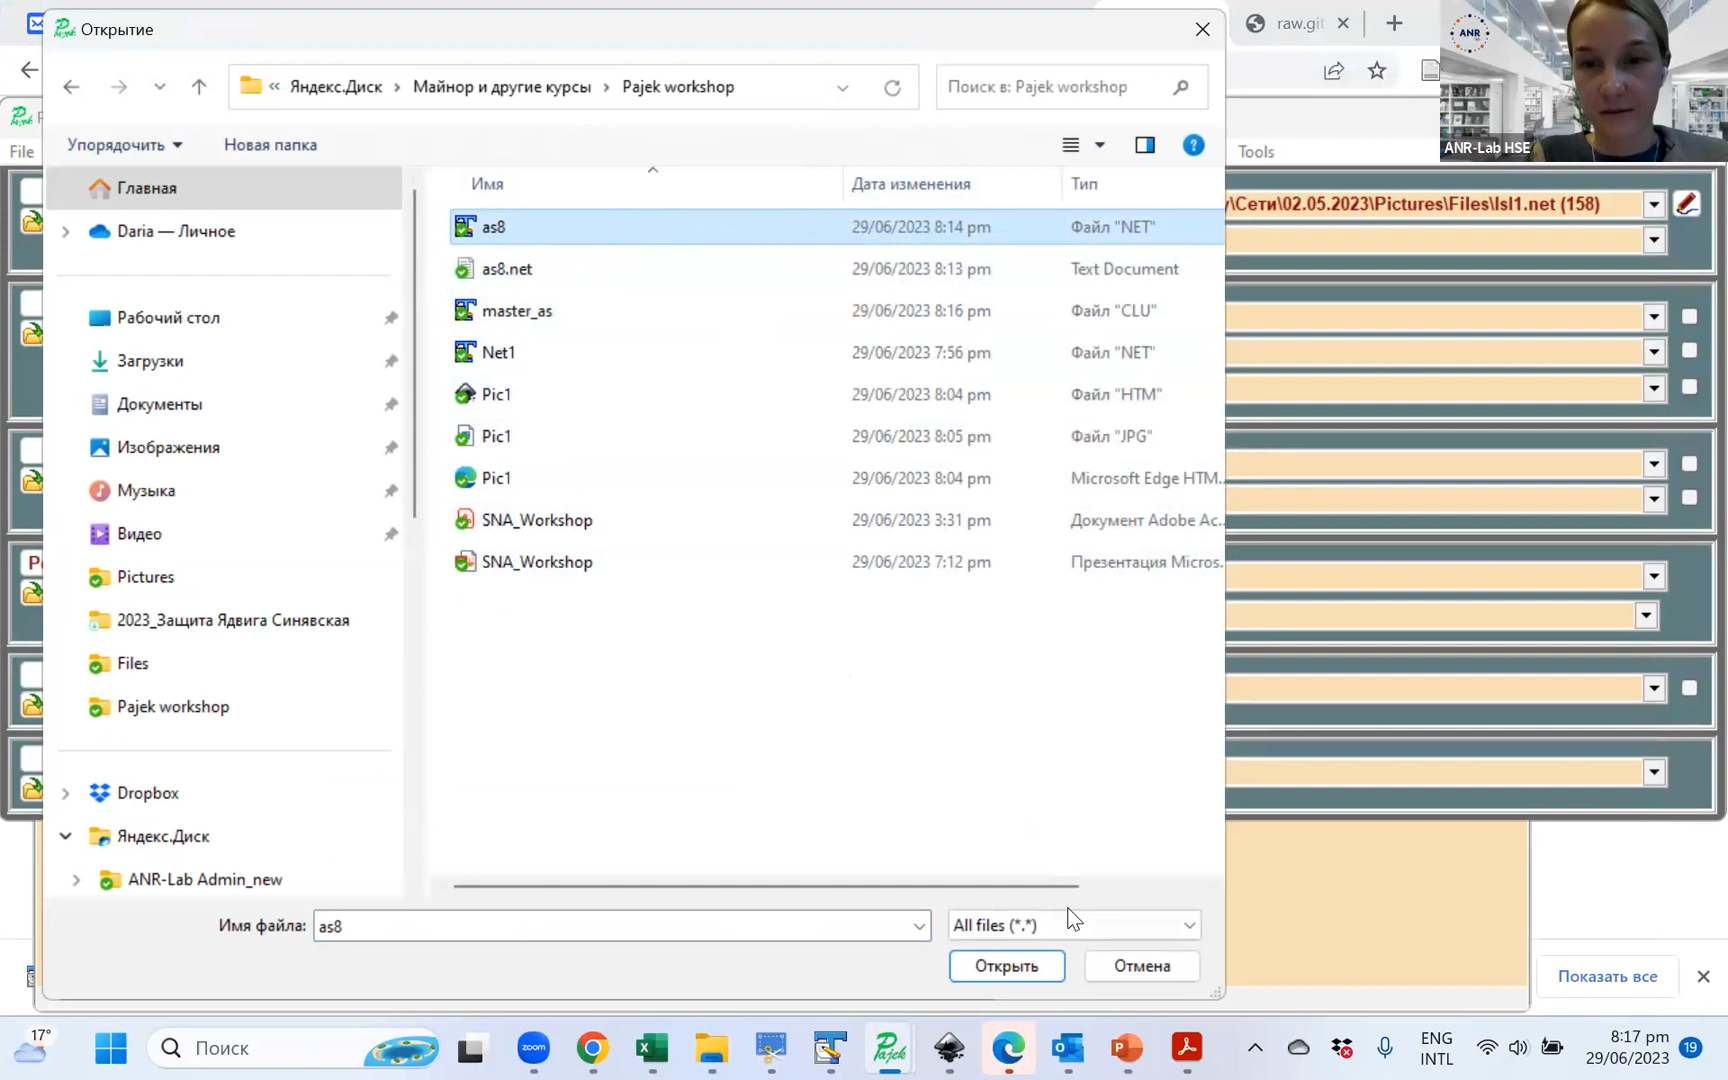 Открытие
raw.git
ANR
« Яндекс.Диск › Майнор и другие курсы › Pajek workshop
Поиск в: Pajek workshop
ANR-Lab HSE
File
Упорядочить
Новая папка
Tools
Главная
Имя
Дата изменения
Тип
\Сети\02.05.2023\Pictures\Files\lsl1.net (158)
Daria — Личное
as8
29/06/2023 8:14 pm
Файл "NET"
as8.net
29/06/2023 8:13 pm
Text Document
Рабочий стол
master_as
29/06/2023 8:16 pm
Файл "CLU"
Загрузки
Net1
29/06/2023 7:56 pm
Файл "NET"
Документы
Pic1
29/06/2023 8:04 pm
Файл "HTM"
Изображения
Pic1
29/06/2023 8:05 pm
Файл "JPG"
Музыка
Pic1
29/06/2023 8:04 pm
Microsoft Edge HTM...
Видео
SNA_Workshop
29/06/2023 3:31 pm
Документ Adobe Ac...
Pictures
SNA_Workshop
29/06/2023 7:12 pm
Презентация Micros...
2023_Защита Ядвига Синявская
Files
Pajek workshop
Dropbox
Яндекс.Диск
ANR-Lab Admin_new
Имя файла:
as8
All files (*.*)
Открыть
Отмена
Показать все
17°
Поиск
zoom
Pajek
ENG
INTL
8:17 pm
29/06/2023
19